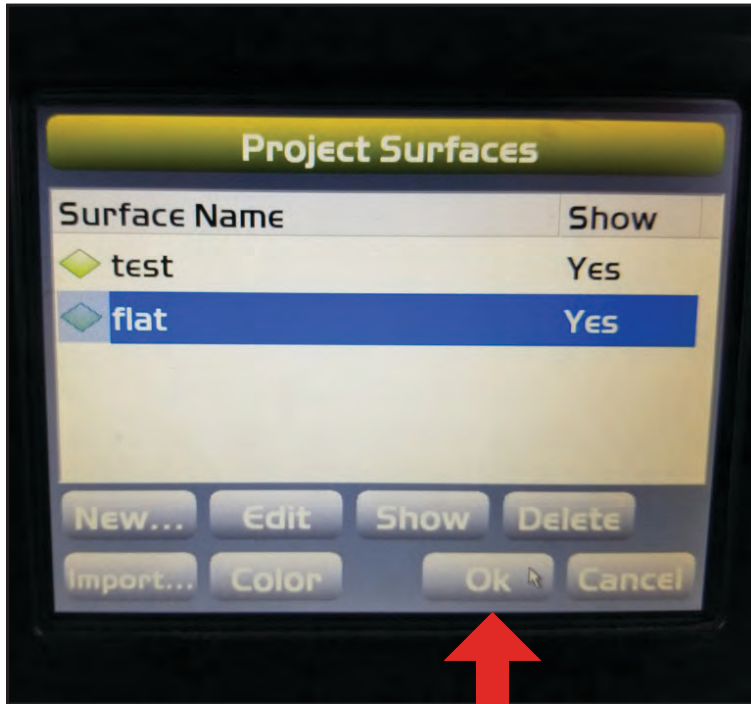 Project Surfaces
Surface Name Show
test Yes
flat Yes
New... Edit Show Delete
Import... Color Ok Cancel